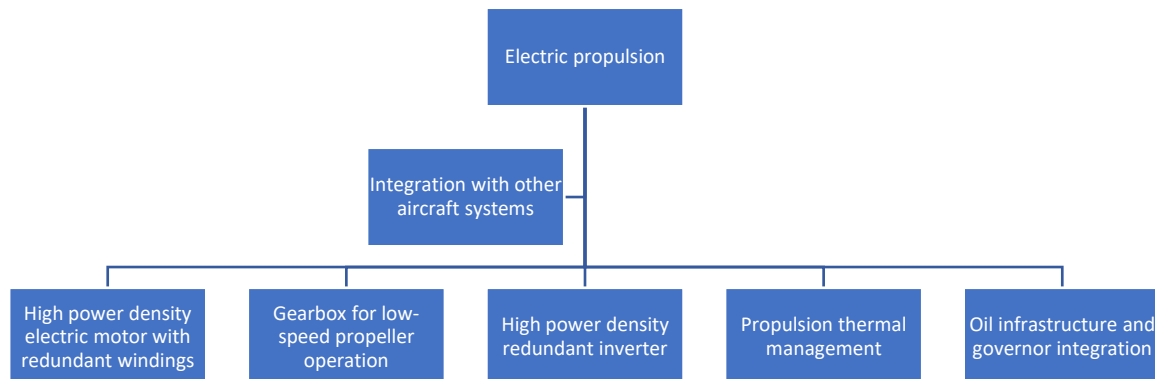 Electric propulsion
Integration with other
aircraft systems
High power density
electric motor with
redundant windings
Gearbox for low-
speed propeller
operation
High power density
redundant inverter
Propulsion thermal
management
Oil infrastructure and
governor integration